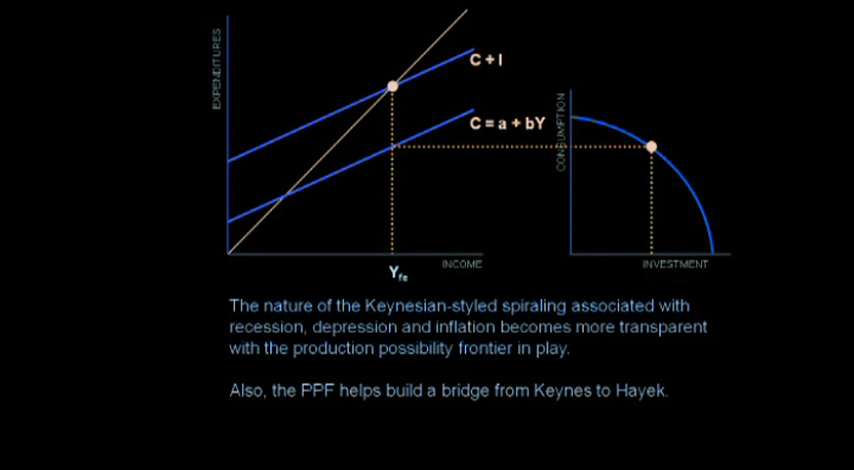 EXPENDITURES
C + I
C = a + bY
CONSUMPTION
INCOME
INVESTMENT
Yfe
The nature of the Keynesian-styled spiraling associated with
recession, depression and inflation becomes more transparent
with the production possibility frontier in play.
Also, the PPF helps build a bridge from Keynes to Hayek.